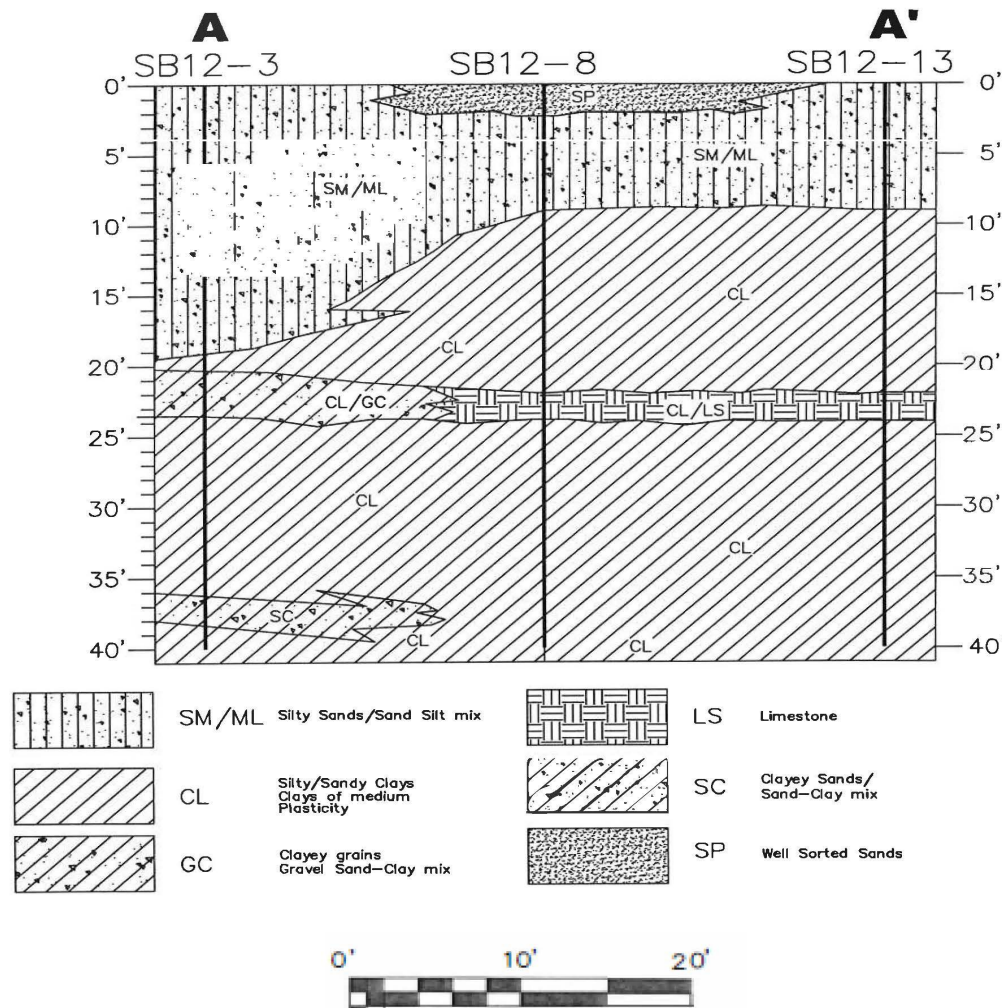 A A'
SB12-3 SB12-8 SB12-13
0' 0'
SP
5' 5'
SM/ML
SM/ML
10' 10'
15' CL 15'
CL
20' 20'
CL/GC CL/LS
25' 25'
30' CL 30'
CL
35' 35'
SC
40' CL CL 40
SM/ML Silty Sands/Sand Silt mix
CL Silty/Sandy Clays
Clays of medium
Plasticity
GC Clayey grains
Gravel Sand-Clay mix
LS Limestone
SC Clayey Sands/
Sand-Clay mix
SP Well Sorted Sands
0' 10' 20'